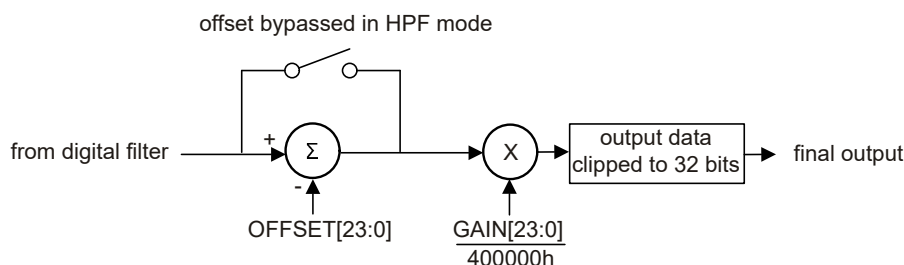 offset bypassed in HPF mode
from digital filter
+
Σ
-
OFFSET[23:0]
X
GAIN[23:0]
400000h
output data
clipped to 32 bits
final output